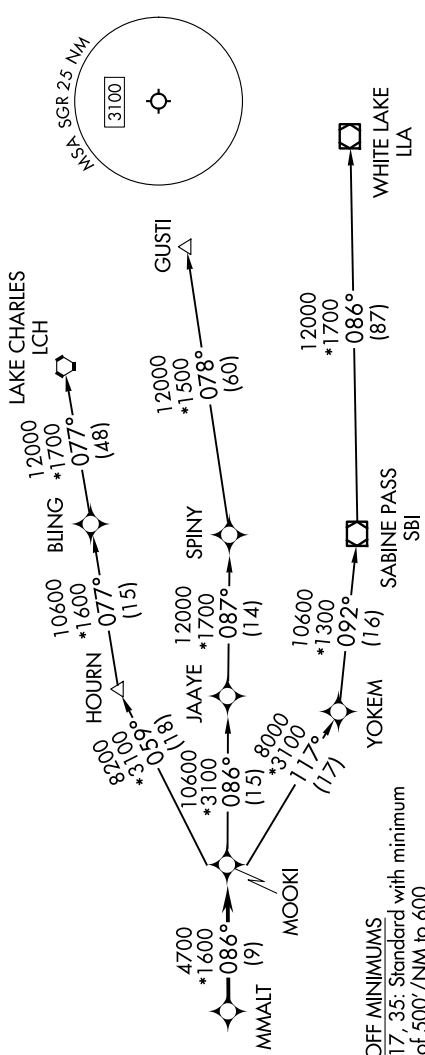 MSA SGR 25 NM
3100
LAKE CHARLES
LCH
12000
*1700
077°
(48)
BLING
10600
*1600
077°
(15)
HOURN
8200
*3100
059°
(18)
GUSTI
12000
*1500
078°
(60)
SPINY
12000
*1700
087°
(14)
JAAYE
10600
*3100
086°
(15)
MOOKI
4700
*1600
086°
(9)
MMALT
8000
*3100
117°
(17)
YOKEM
10600
*1300
092°
(16)
SABINE PASS
SBI
12000
*1700
086°
(87)
WHITE LAKE
LLA
OFF MINIMUMS
17, 35: Standard with minimum
of 500'/NM to 600